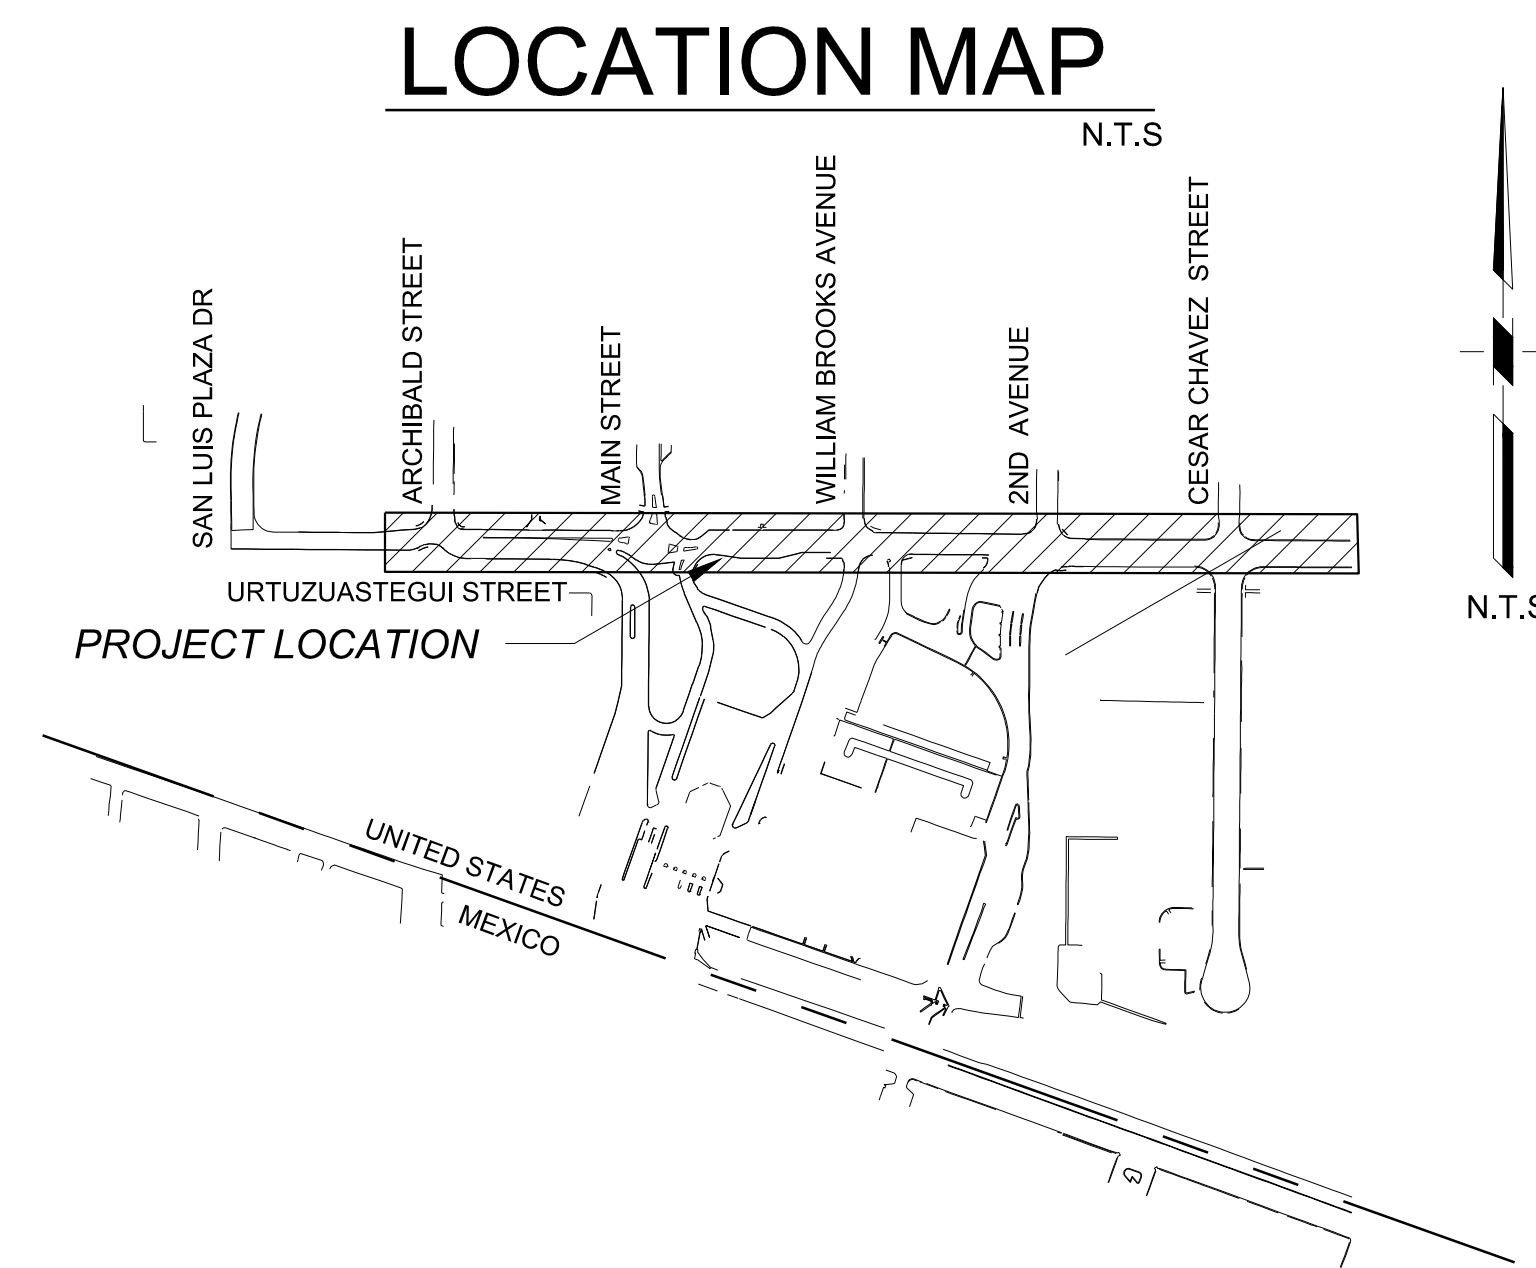 LOCATION MAP
N.T.S
SAN LUIS PLAZA DR
ARCHIBALD STREET
MAIN STREET
WILLIAM BROOKS AVENUE
2ND AVENUE
CESAR CHAVEZ STREET
N.T.S
URTUZUASTEGUI STREET
PROJECT LOCATION
UNITED STATES
MEXICO